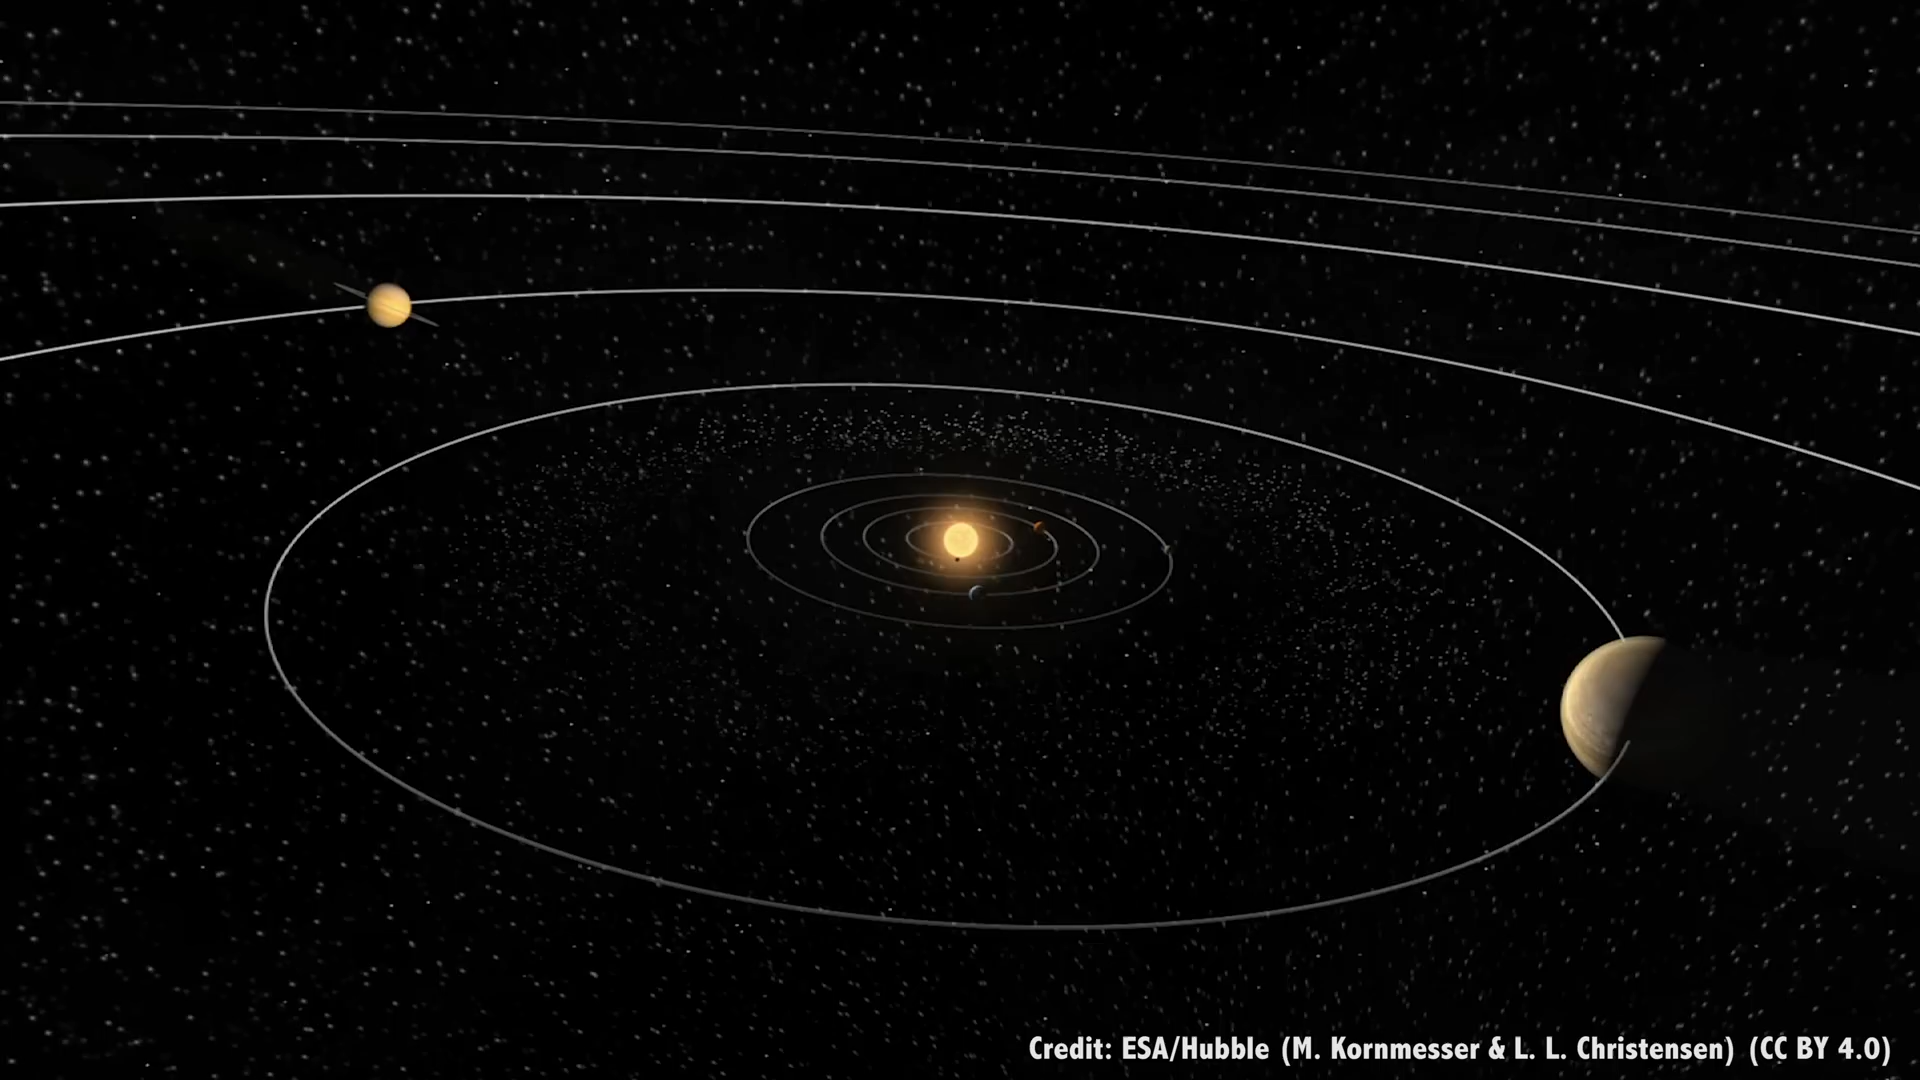 Credit: ESA/Hubble (M. Kornmesser & L. L. Christensen) (CC BY 4.0)